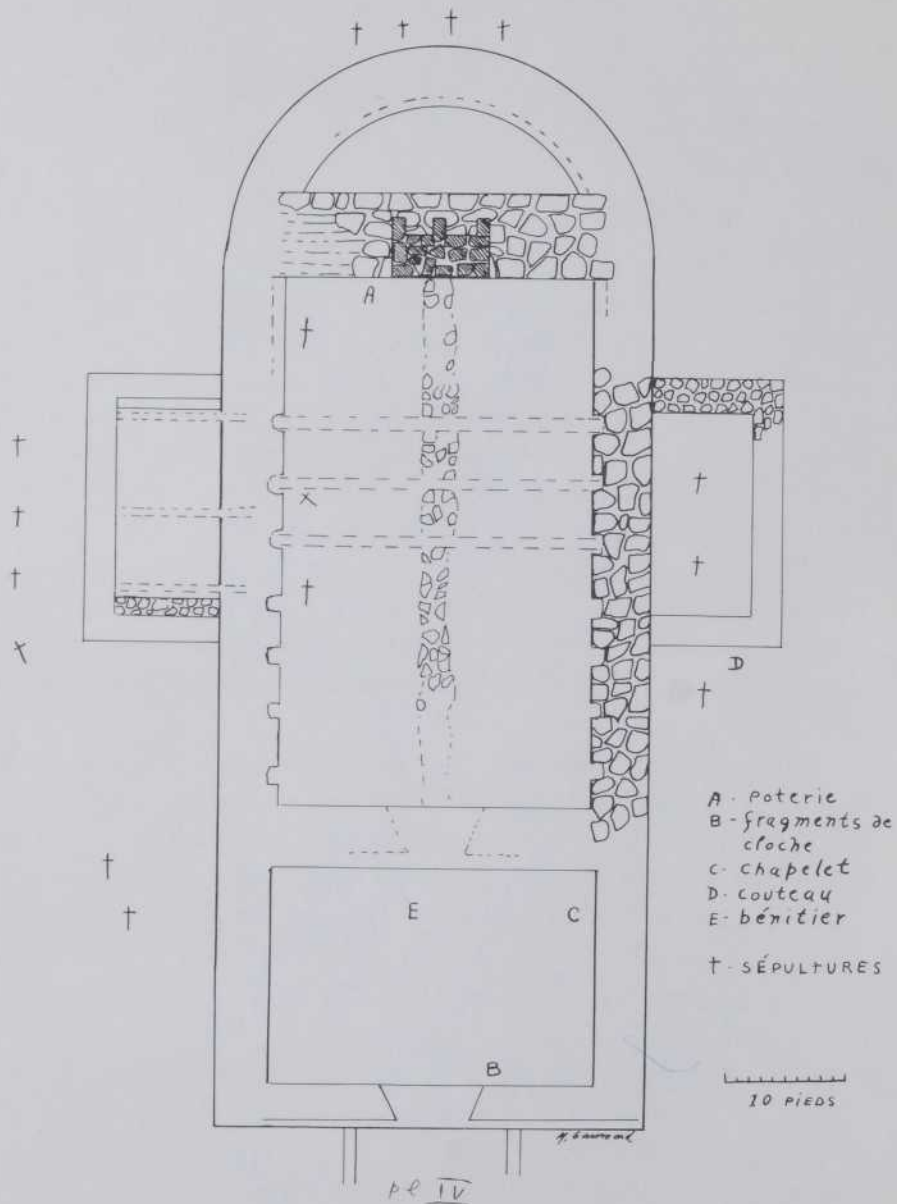 A
D
A - Poterie
B - fragments de
cloche
C - chapelet
D. couteau
E - bénitier
† - SÉPULTURES
E
C
B
10 PIEDS
pl IV